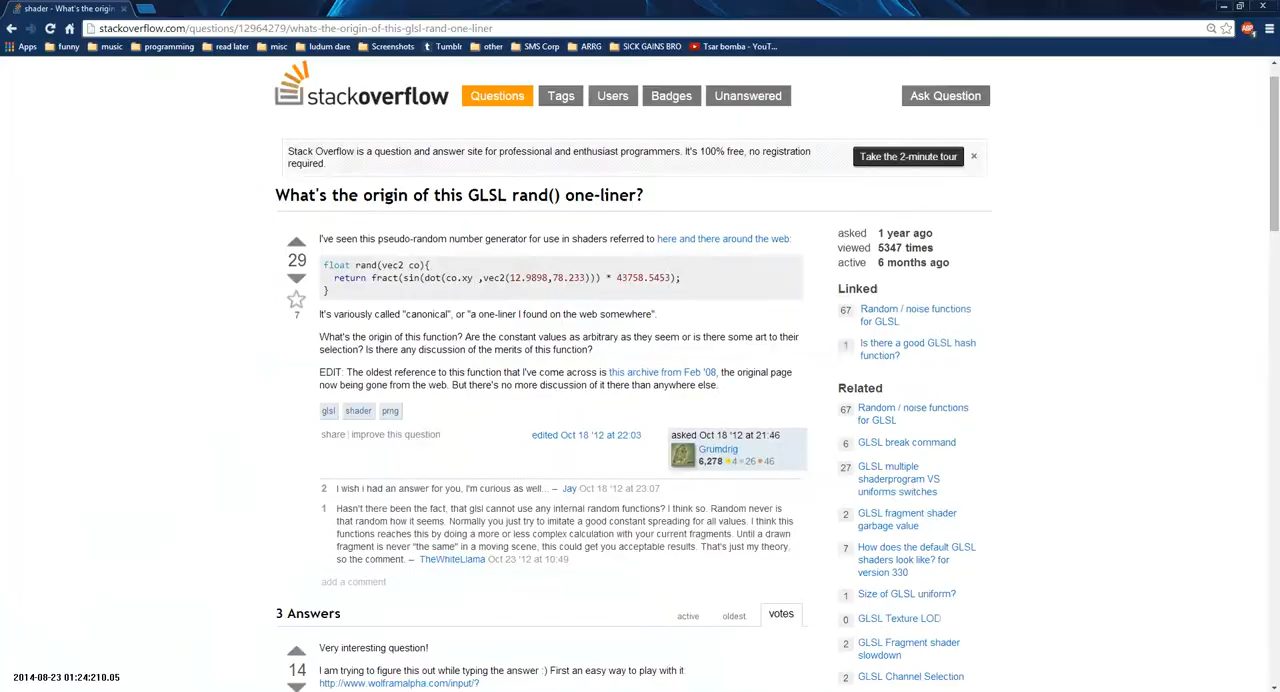 shader - What's the origin
stackoverflow.com/questions/12964279/whats-the-origin-of-this-glsl-rand-one-liner
Apps funny music programming read later misc ludum dare Screenshots Tumblr other SMS Corp ARRG SICK GAINS BRO Tsar bomba - YouT...
stackoverflow Questions Tags Users Badges Unanswered Ask Question
Stack Overflow is a question and answer site for professional and enthusiast programmers. It's 100% free, no registration
required.
Take the 2-minute tour ×
What's the origin of this GLSL rand() one-liner?
29
7
I've seen this pseudo-random number generator for use in shaders referred to here and there around the web:
float rand(vec2 co){
return fract(sin(dot(co.xy ,vec2(12.9898,78.233))) * 43758.5453);
}
It's variously called "canonical", or "a one-liner I found on the web somewhere".
What's the origin of this function? Are the constant values as arbitrary as they seem or is there some art to their
selection? Is there any discussion of the merits of this function?
EDIT: The oldest reference to this function that I've come across is this archive from Feb '08, the original page
now being gone from the web. But there's no more discussion of it there than anywhere else.
glsl shader prng
share | improve this question
edited Oct 18 '12 at 22:03
asked Oct 18 '12 at 21:46
Grumdrig
6,278 4 26 46
2 I wish i had an answer for you, I'm curious as well... – Jay Oct 18 '12 at 23:07
1 Hasn't there been the fact, that glsl cannot use any internal random functions? I think so. Random never is
that random how it seems. Normally you just try to imitate a good constant spreading for all values. I think this
functions reaches this by doing a more or less complex calculation with your current fragments. Until a drawn
fragment is never "the same" in a moving scene, this could get you acceptable results. That's just my theory,
so the comment. – TheWhiteLlama Oct 23 '12 at 10:49
add a comment
3 Answers
active oldest votes
14
Very interesting question!
I am trying to figure this out while typing the answer :) First an easy way to play with it
http://www.wolframalpha.com/input/?
asked 1 year ago
viewed 5347 times
active 6 months ago
Linked
67 Random / noise functions
for GLSL
1 Is there a good GLSL hash
function?
Related
67 Random / noise functions
for GLSL
6 GLSL break command
27 GLSL multiple
shaderprogram VS
uniforms switches
2 GLSL fragment shader
garbage value
7 How does the default GLSL
shaders look like? for
version 330
1 Size of GLSL uniform?
0 GLSL Texture LOD
2 GLSL Fragment shader
slowdown
2 GLSL Channel Selection
2014-08-23 01:24:210.05